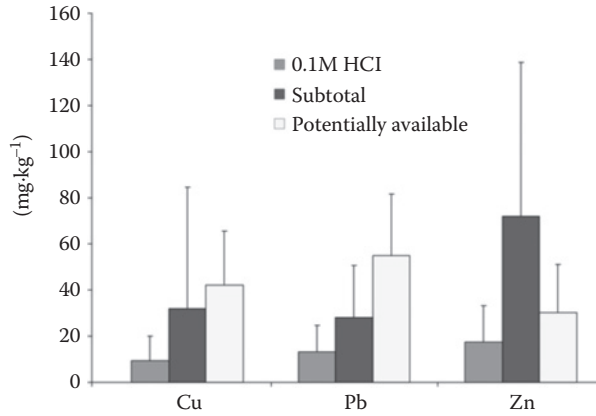 160
140
120
100
80
60
40
20
0
(mg·kg⁻¹)
0.1M HCI
Subtotal
Potentially available
Cu Pb Zn